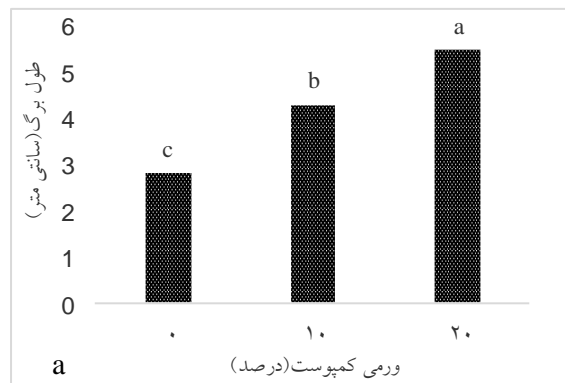 6
a
5
b
4
c
3
2
1
0
طول برگ(سانتی متر)
۰ ۱۰ ۲۰
ورمی کمپوست(درصد)
a